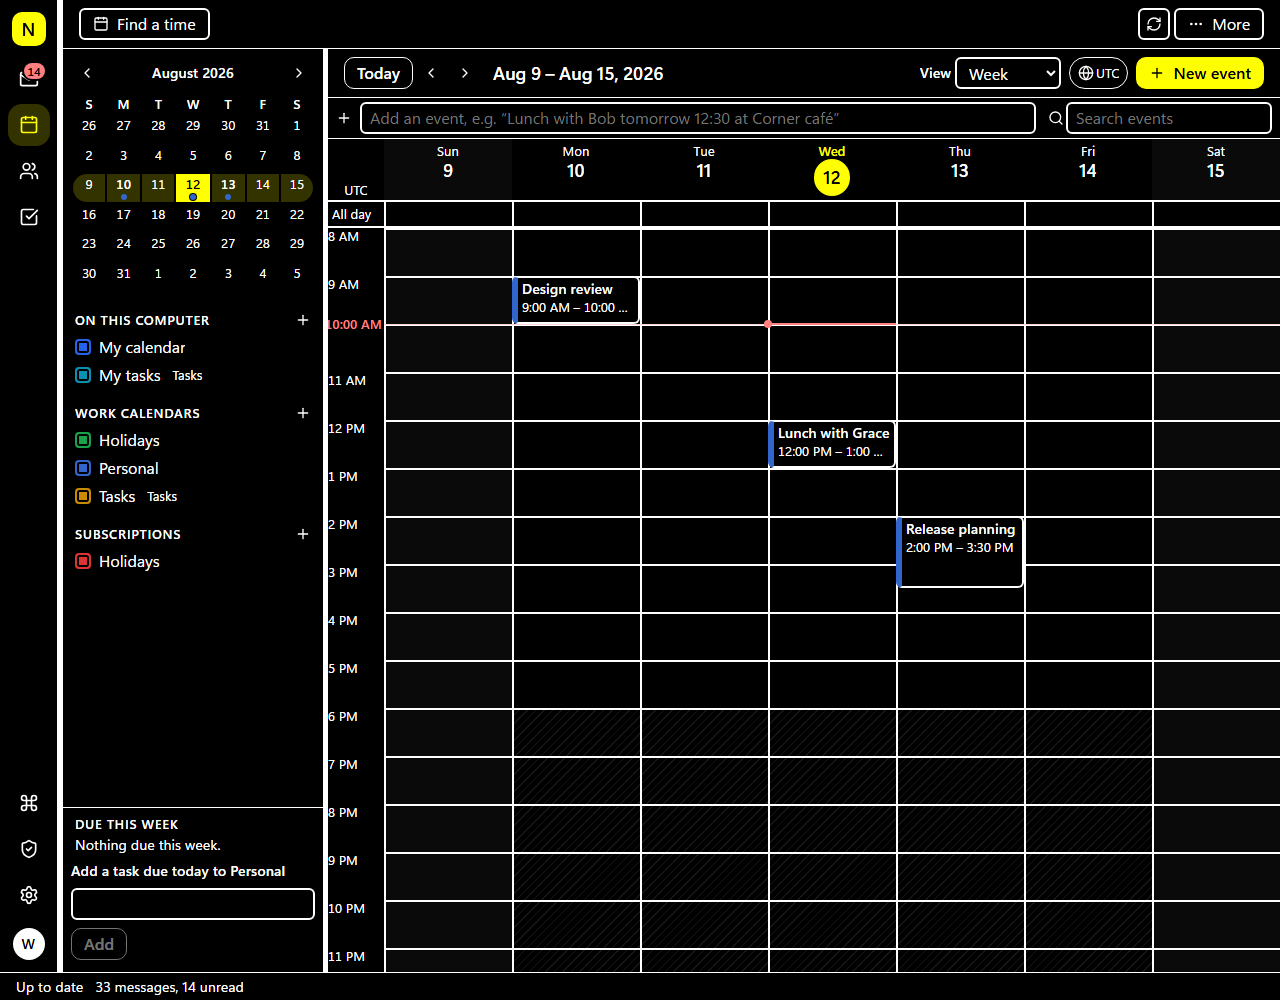 N
Find a time
More
14
August 2026
S M T W T F S
26 27 28 29 30 31 1
2 3 4 5 6 7 8
9 10 11 12 13 14 15
16 17 18 19 20 21 22
23 24 25 26 27 28 29
30 31 1 2 3 4 5
ON THIS COMPUTER
My calendar
My tasks Tasks
WORK CALENDARS
Holidays
Personal
Tasks Tasks
SUBSCRIPTIONS
Holidays
DUE THIS WEEK
Nothing due this week.
Add a task due today to Personal
Add
W
Today
Aug 9 – Aug 15, 2026
View
Week
UTC
New event
Add an event, e.g. “Lunch with Bob tomorrow 12:30 at Corner café”
Search events
UTC
Sun 9
Mon 10
Tue 11
Wed 12
Thu 13
Fri 14
Sat 15
All day
8 AM
9 AM
Design review
9:00 AM – 10:00 ...
10:00 AM
11 AM
12 PM
Lunch with Grace
12:00 PM – 1:00 ...
1 PM
2 PM
Release planning
2:00 PM – 3:30 PM
3 PM
4 PM
5 PM
6 PM
7 PM
8 PM
9 PM
10 PM
11 PM
Up to date 33 messages, 14 unread